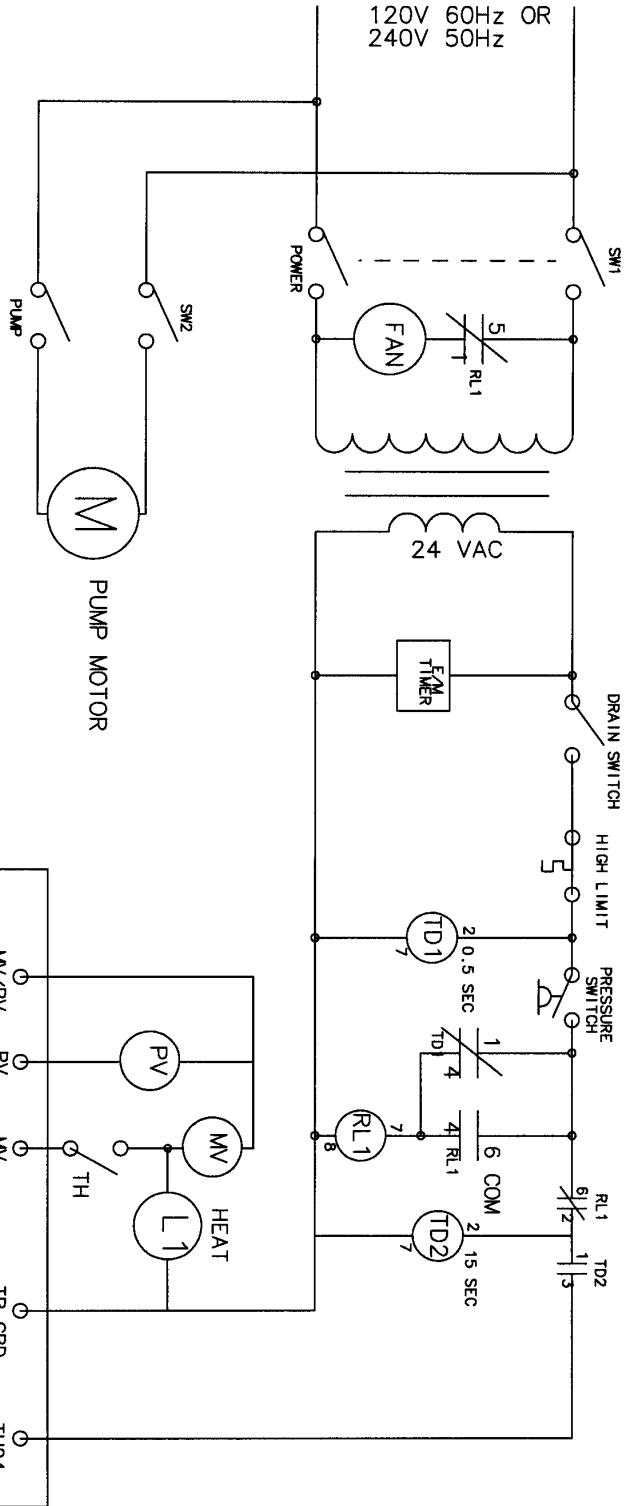 120V 60Hz OR
240V 50Hz
SW1
POWER
5
RL1
1
FAN
SW2
PUMP
M
PUMP MOTOR
24 VAC
E/M
TIMER
DRAIN SWITCH
HIGH LIMIT
TD1
2 0.5 SEC
7
PRESSURE
SWITCH
1
TD1
4
6 COM
4
RL1
RL1
7
8
RL1
6
2
TD2
1
3
TD2
2 15 SEC
7
PV
MV
HEAT
L1
TH